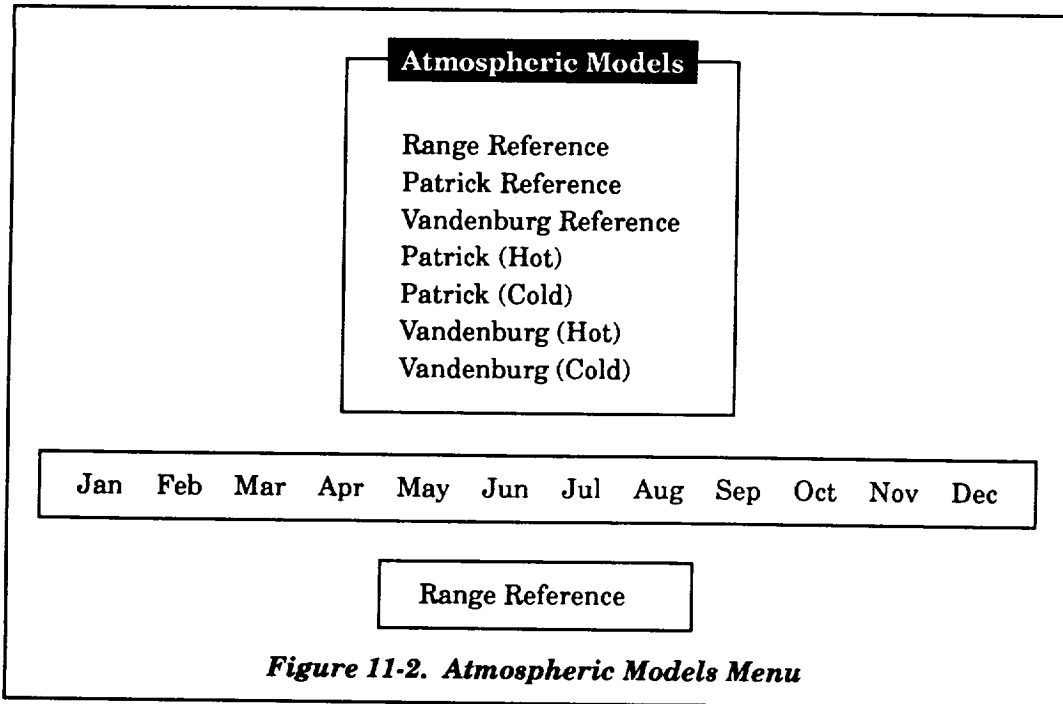 Atmospheric Models
Range Reference
Patrick Reference
Vandenburg Reference
Patrick (Hot)
Patrick (Cold)
Vandenburg (Hot)
Vandenburg (Cold)
Jan Feb Mar Apr May Jun Jul Aug Sep Oct Nov Dec
Range Reference
Figure 11-2. Atmospheric Models Menu